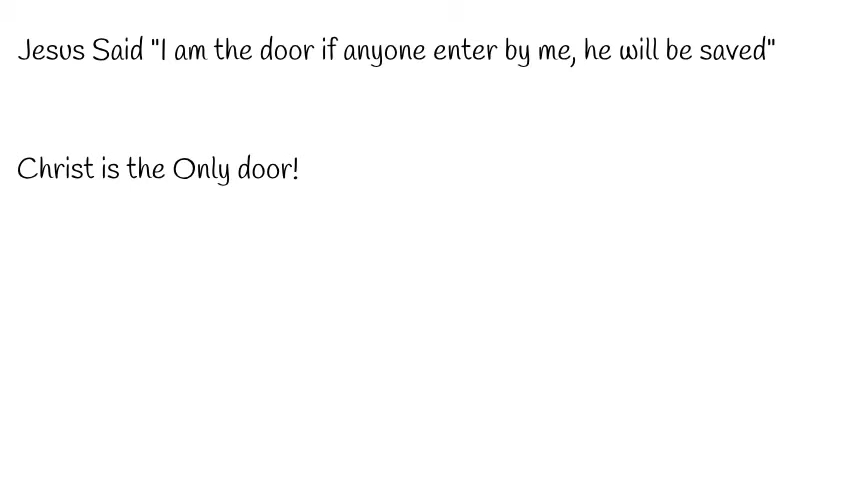 Jesus Said "I am the door if anyone enter by me, he will be saved"
Christ is the Only door!